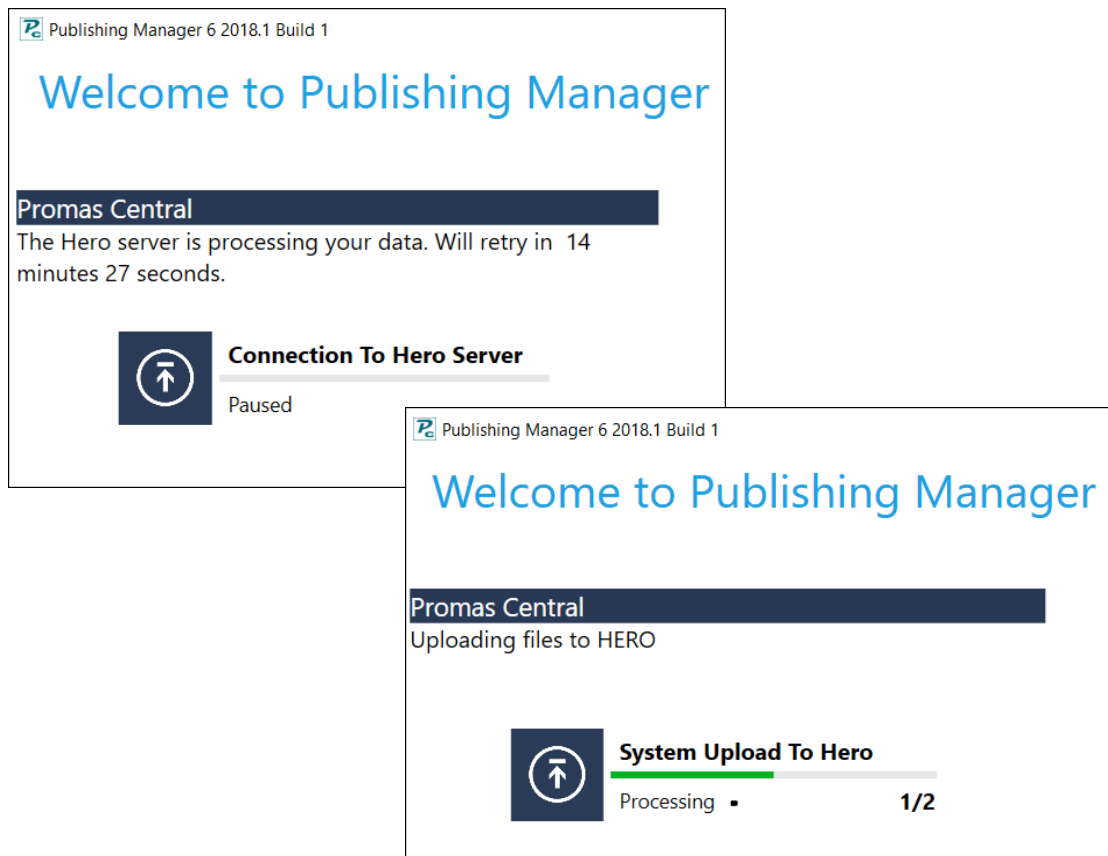 Publishing Manager 6 2018.1 Build 1
Welcome to Publishing Manager
Promas Central
The Hero server is processing your data. Will retry in 14
minutes 27 seconds.
Connection To Hero Server
Paused
Publishing Manager 6 2018.1 Build 1
Welcome to Publishing Manager
Promas Central
Uploading files to HERO
System Upload To Hero
Processing 1/2